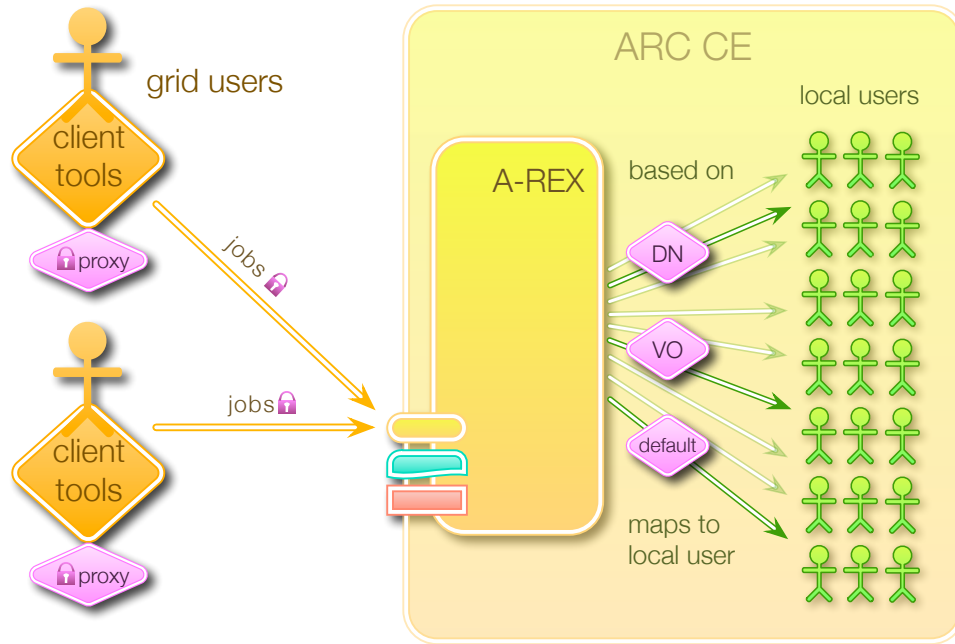 grid users
client
tools
proxy
jobs
client
tools
proxy
jobs
ARC CE
A-REX
local users
based on
DN
VO
default
maps to
local user